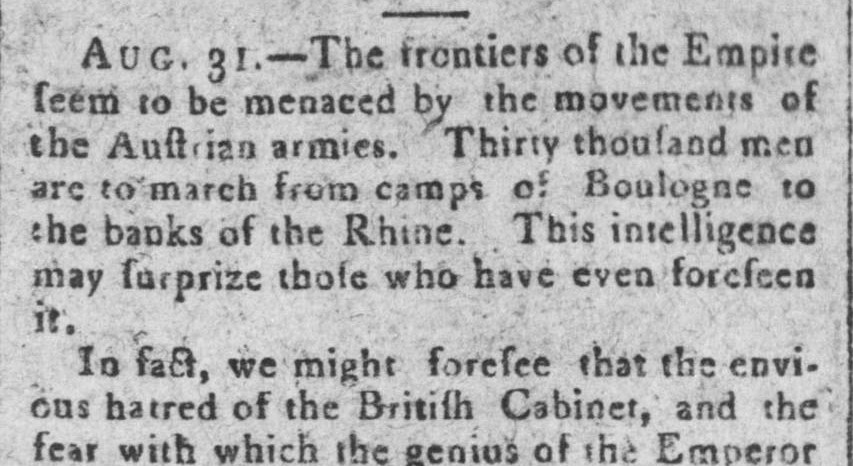 AUG. 31.—The frontiers of the Empire
ſeem to be menaced by the movements of
the Auſtrian armies. Thirty thouſand men
are to march from camps of Boulogne to
the banks of the Rhine. This intelligence
may ſurprize thoſe who have even foreſeen
it.
In fact, we might foreſee that the envi-
ous hatred of the Britiſh Cabinet, and the
fear with which the genius of the Emperor